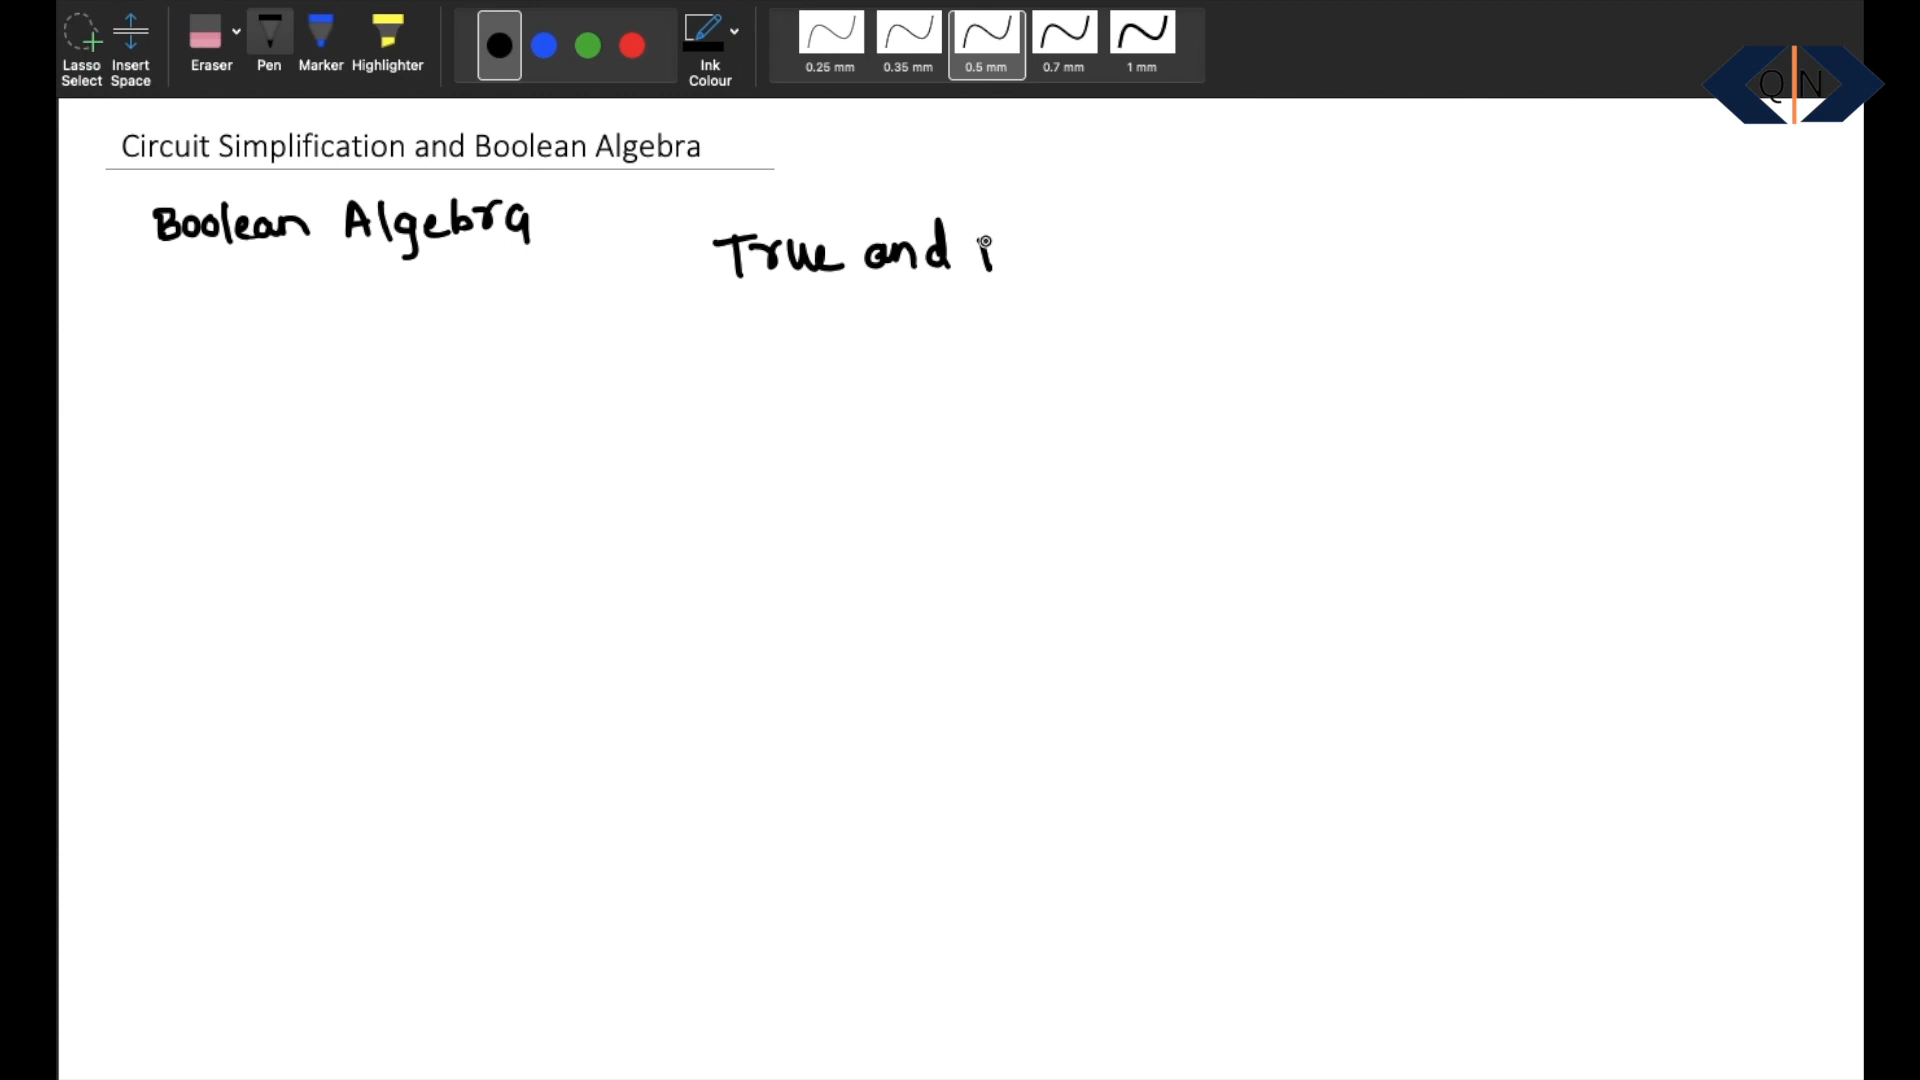 Lasso Select
Insert Space
Eraser
Pen
Marker
Highlighter
Ink Colour
0.25 mm
0.35 mm
0.5 mm
0.7 mm
1 mm
Q N
Circuit Simplification and Boolean Algebra
Boolean Algebra
True and